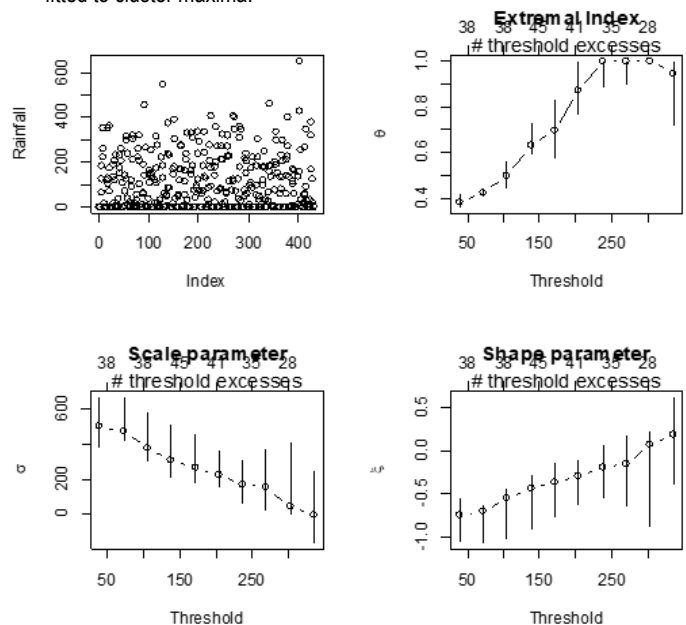 fitted to cluster maxima.
Rainfall
0 200 400 600
0 100 200 300 400
Index
Extremal Index
38 38 45 41 35 28
# threshold excesses
θ
0.4 0.6 0.8 1.0
50 150 250
Threshold
Scale parameter
38 38 45 41 35 28
# threshold excesses
σ
0 200 600
50 150 250
Threshold
Shape parameter
38 38 45 41 35 28
# threshold excesses
ξ
-1.0 -0.5 0.0 0.5
50 150 250
Threshold